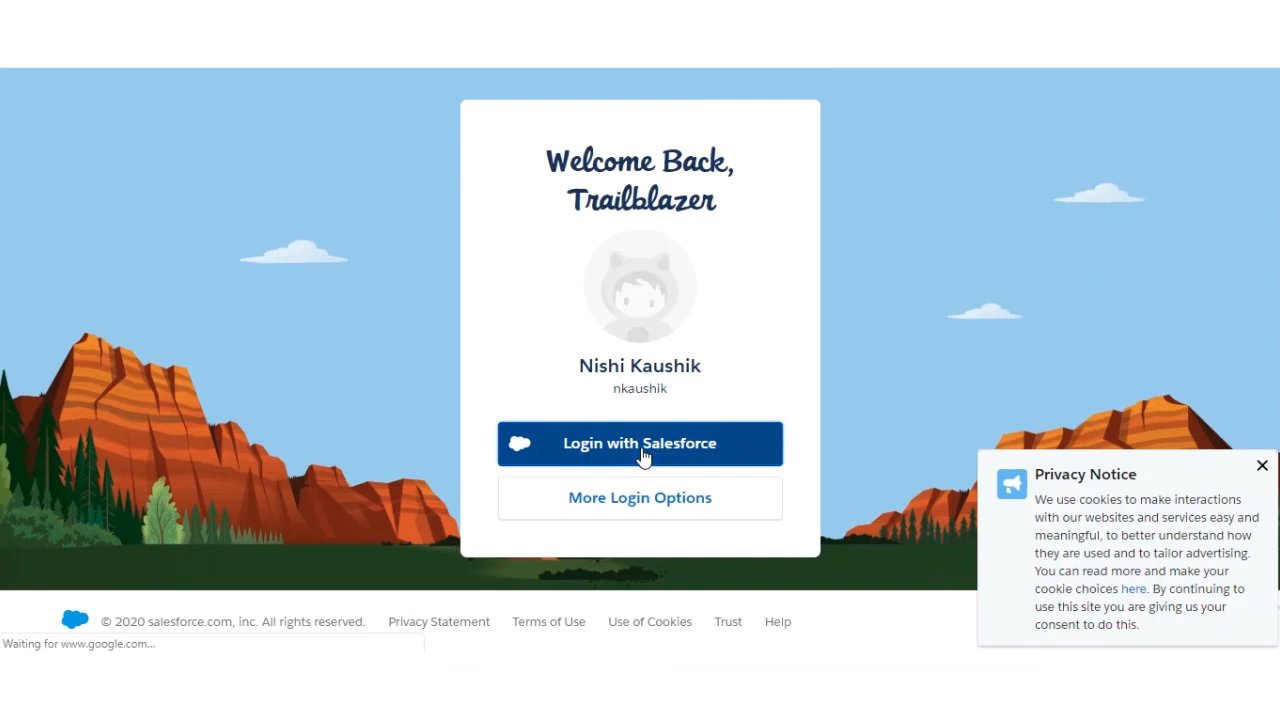 Welcome Back,
Trailblazer
Nishi Kaushik
nkaushik
Login with Salesforce
More Login Options
Privacy Notice
We use cookies to make interactions
with our websites and services easy and
meaningful, to better understand how
they are used and to tailor advertising.
You can read more and make your
cookie choices here. By continuing to
use this site you are giving us your
consent to do this.
© 2020 salesforce.com, inc. All rights reserved. Privacy Statement Terms of Use Use of Cookies Trust Help
Waiting for www.google.com...